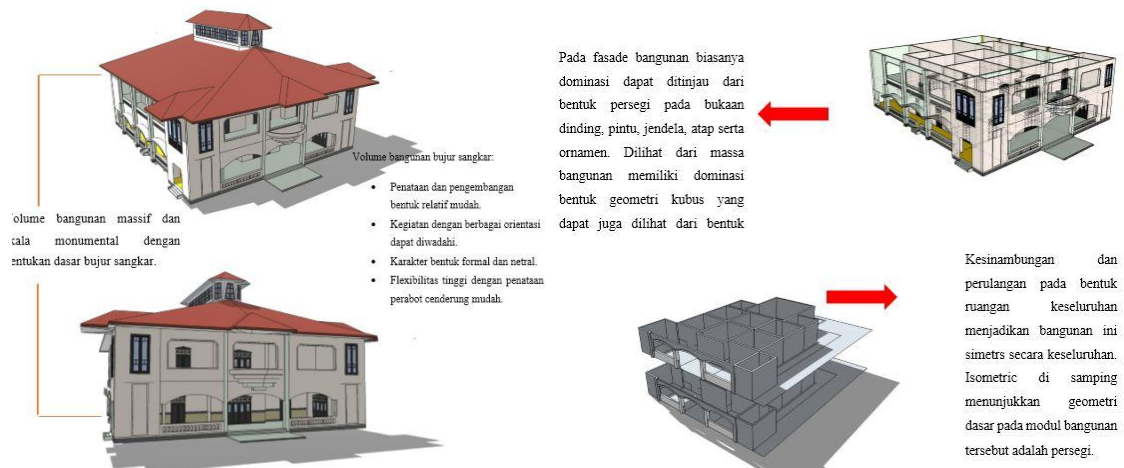 Pada fasade bangunan biasanya
dominasi dapat ditinjau dari
bentuk persegi pada bukaan
dinding, pintu, jendela, atap serta
ornamen. Dilihat dari massa
bangunan memiliki dominasi
bentuk geometri kubus yang
dapat juga dilihat dari bentuk
Volume bangunan bujur sangkar:
• Penataan dan pengembangan
bentuk relatif mudah.
• Kegiatan dengan berbagai orientasi
dapat diwadahi.
• Karakter bentuk formal dan netral.
• Flexibilitas tinggi dengan penataan
perabot cenderung mudah.
olume bangunan massif dan
kala monumental dengan
entukan dasar bujur sangkar.
Kesinambungan dan
perulangan pada bentuk
ruangan keseluruhan
menjadikan bangunan ini
simetrs secara keseluruhan.
Isometric di samping
menunjukkan geometri
dasar pada modul bangunan
tersebut adalah persegi.